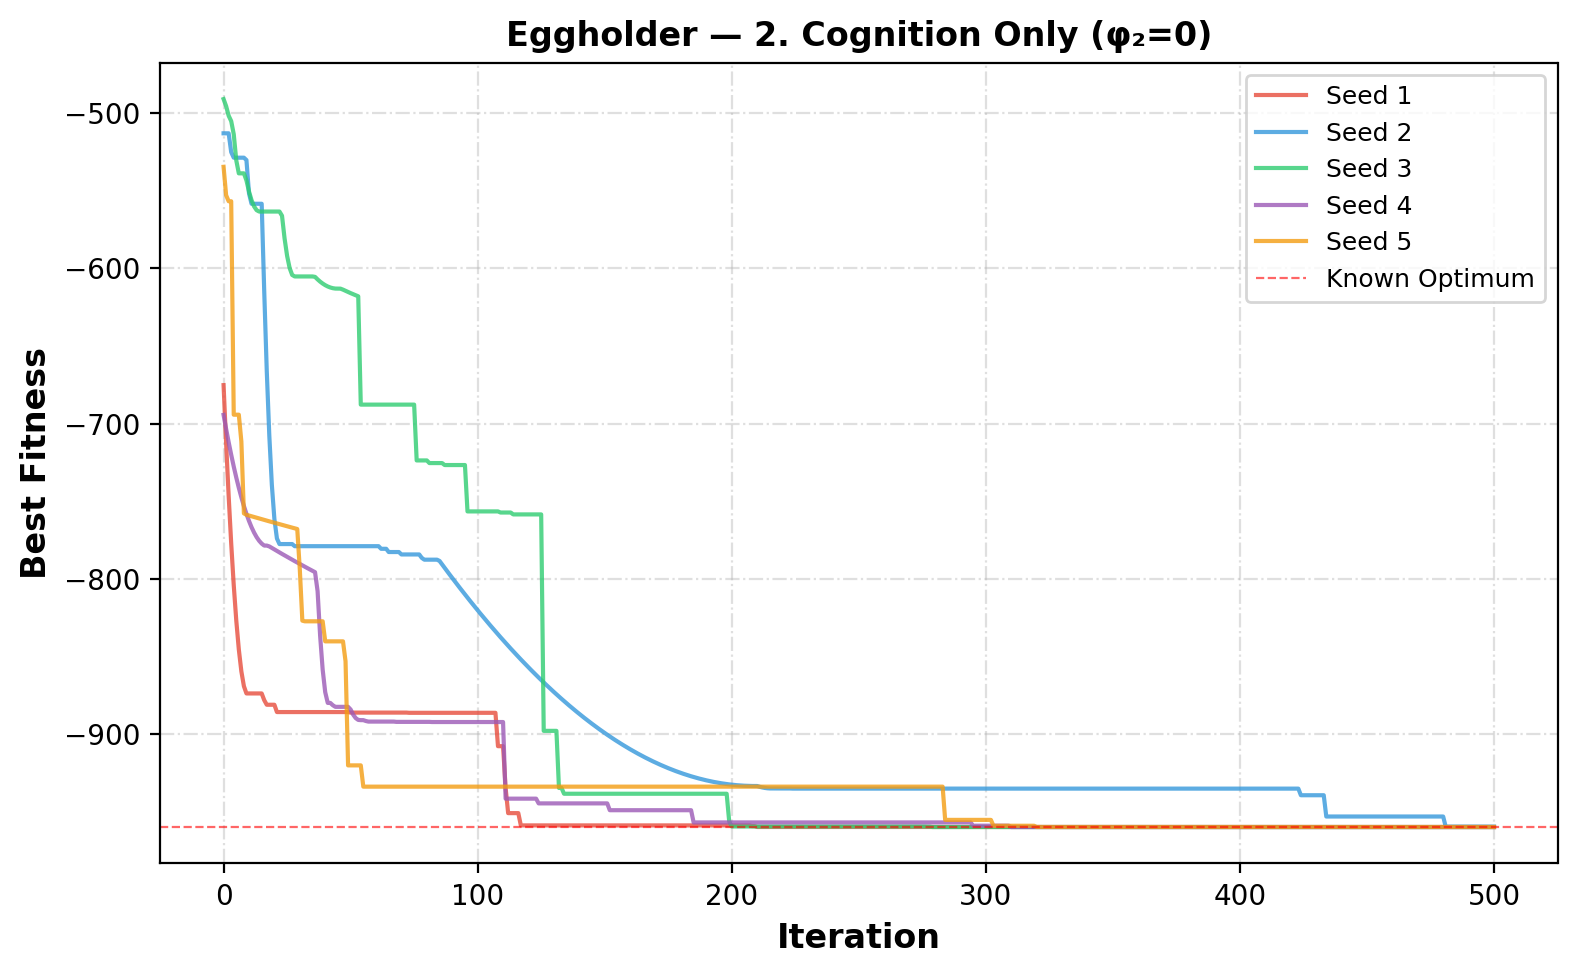 Eggholder — 2. Cognition Only (φ₂=0)
Best Fitness
−500
−600
−700
−800
−900
Seed 1
Seed 2
Seed 3
Seed 4
Seed 5
Known Optimum
0
100
200
300
400
500
Iteration